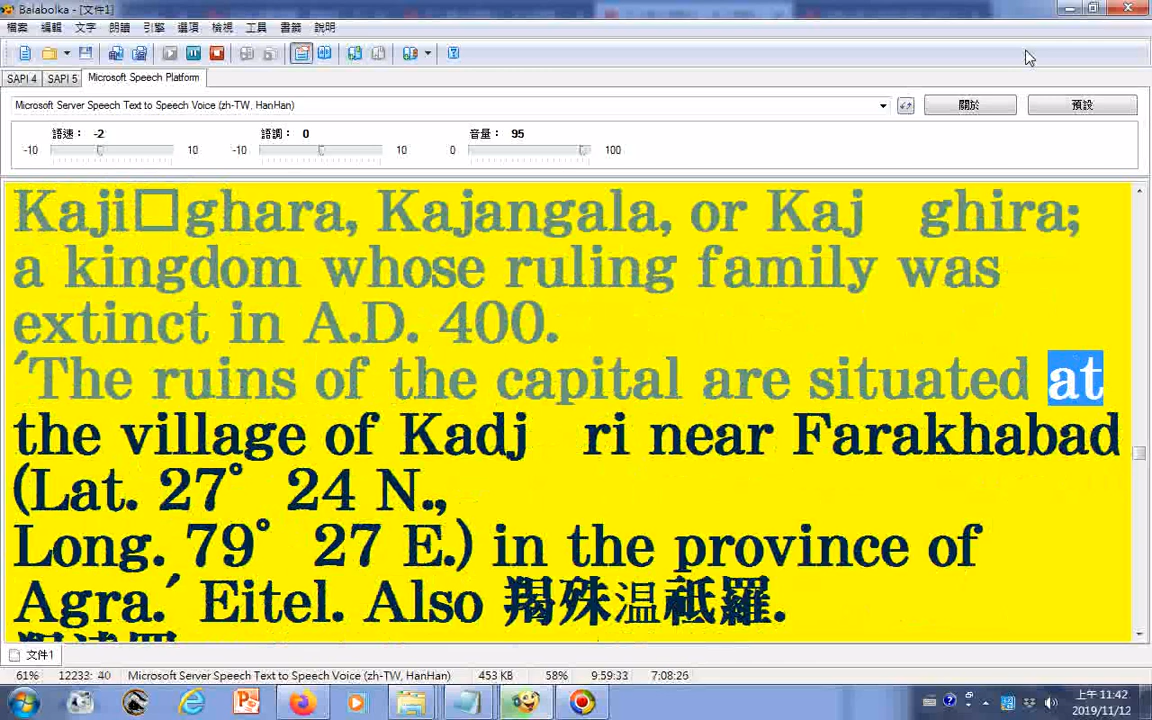 Balabolka - [文件1]
檔案 編輯 文字 朗讀 引擎 選項 檢視 工具 書籤 說明
SAPI 4 SAPI 5 Microsoft Speech Platform
Microsoft Server Speech Text to Speech Voice (zh-TW, HanHan) 關於 預設
語速: -2 語調: 0 音量: 95
-10 10 -10 10 0 100
Kaji□ghara, Kajangala, or Kaj ghira;
a kingdom whose ruling family was
extinct in A.D. 400.
´The ruins of the capital are situated at
the village of Kadj ri near Farakhabad
(Lat. 27° 24 N.,
Long. 79° 27 E.) in the province of
Agra.´ Eitel. Also 羯殊温祗羅.
文件1
61% 12233: 40 Microsoft Server Speech Text to Speech Voice (zh-TW, HanHan) 453 KB 58% 9:59:33 7:08:26
上午 11:42
2019/11/12